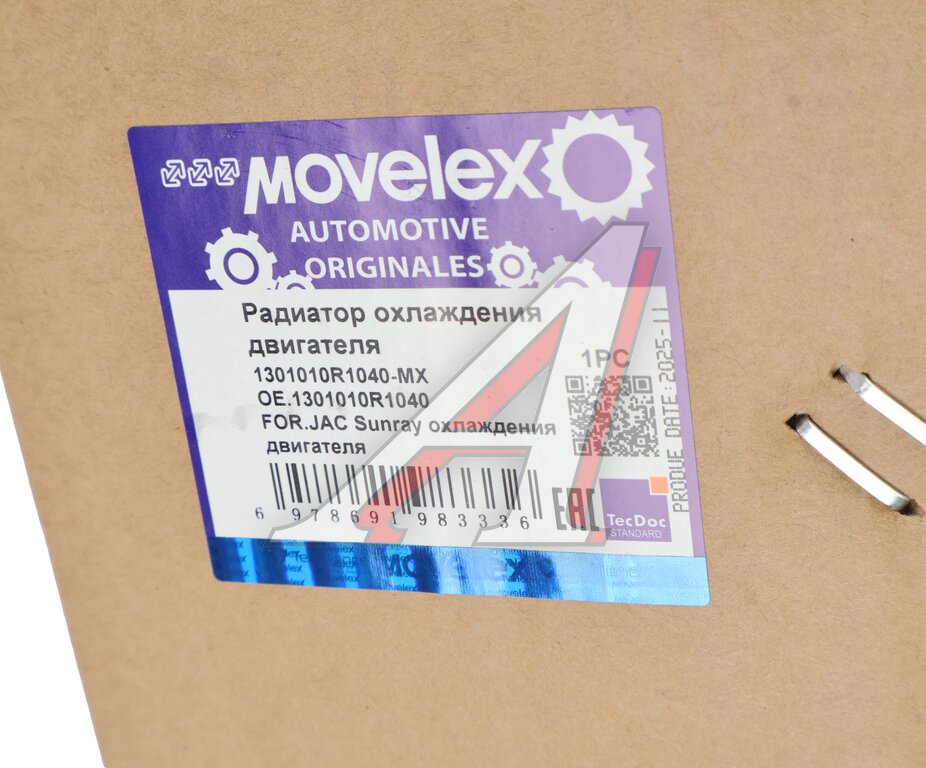 MOVELEX
AUTOMOTIVE
ORIGINALES
Радиатор охлаждения
двигателя
1PC
1301010R1040-MX
OE.1301010R1040
FOR.JAC Sunray охлаждения
двигателя
PRODUE DATE:2025-11
6 978691 983336
EAC
TecDoc
STANDARD
MOVELEX